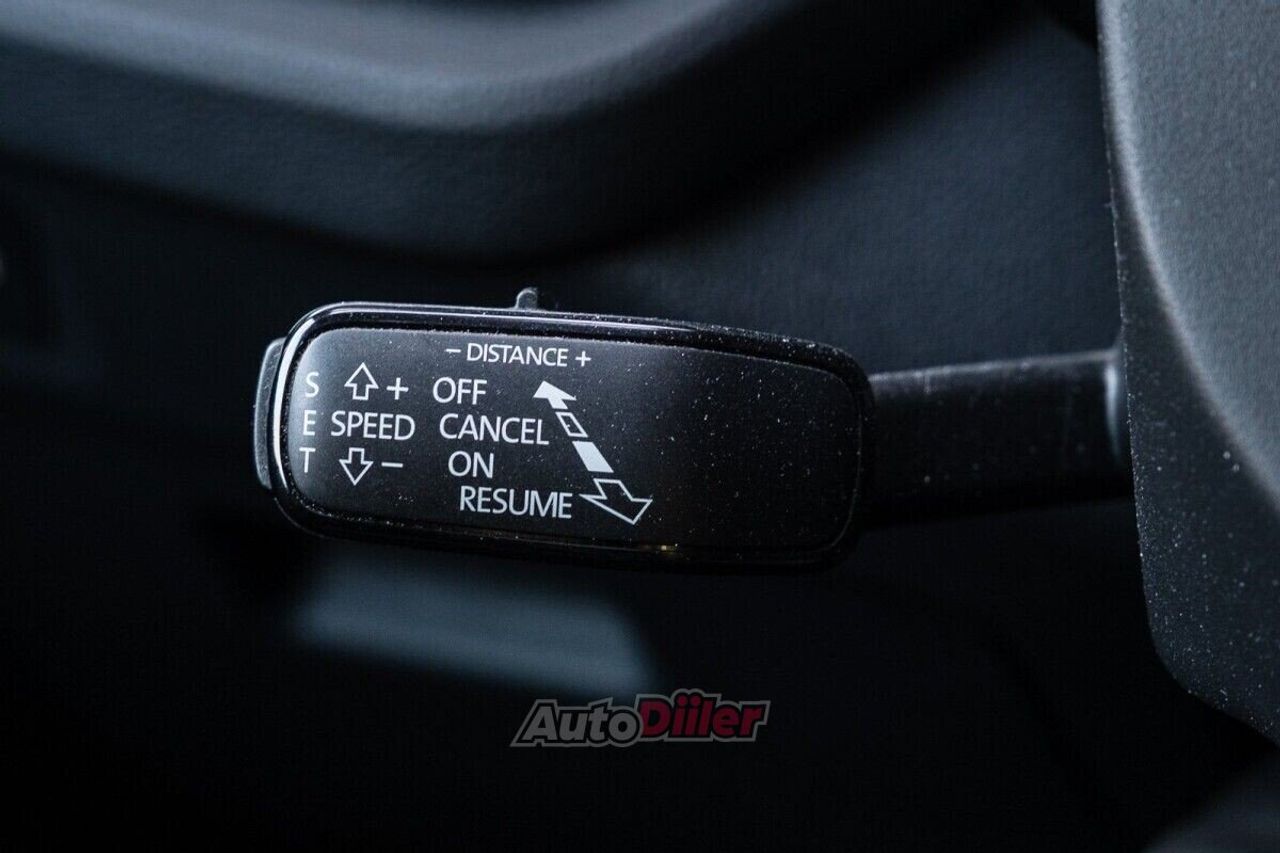 - DISTANCE +
S + OFF
E SPEED CANCEL
T - ON
RESUME
AutoDiiler